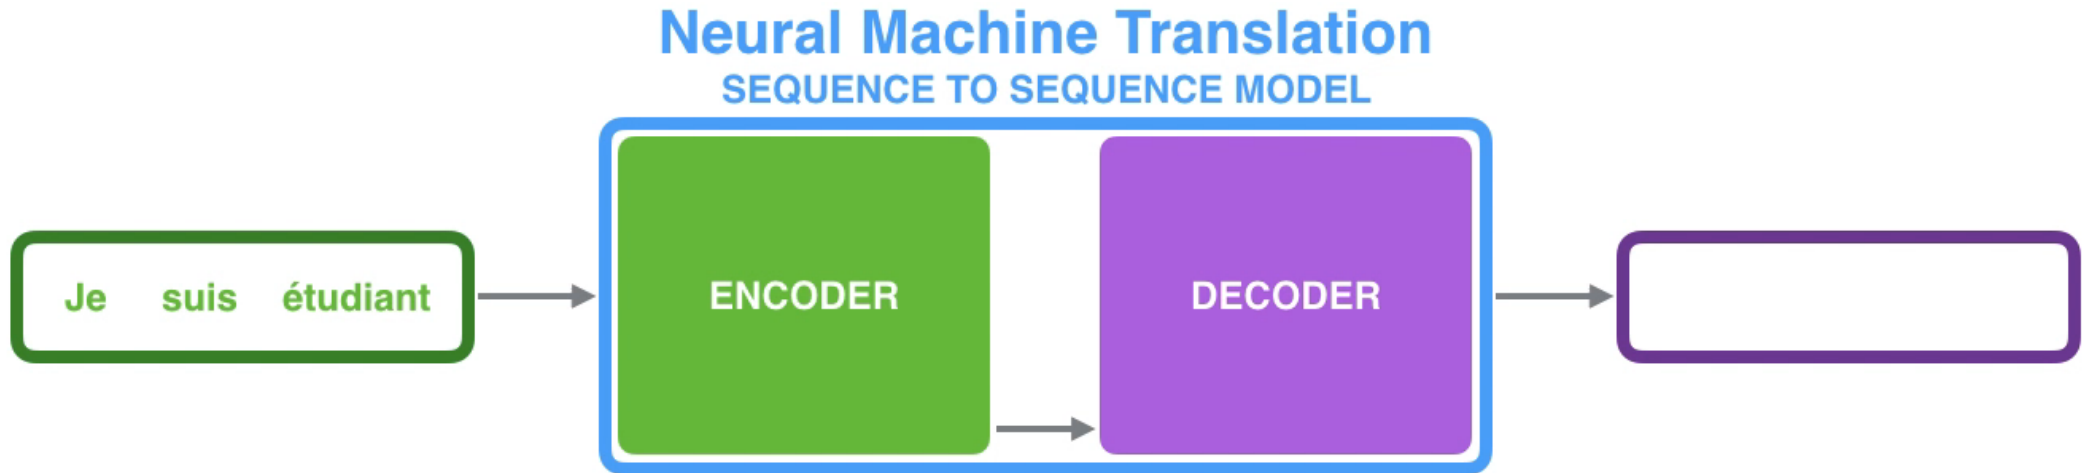 Neural Machine Translation
SEQUENCE TO SEQUENCE MODEL
Je suis étudiant
ENCODER
DECODER